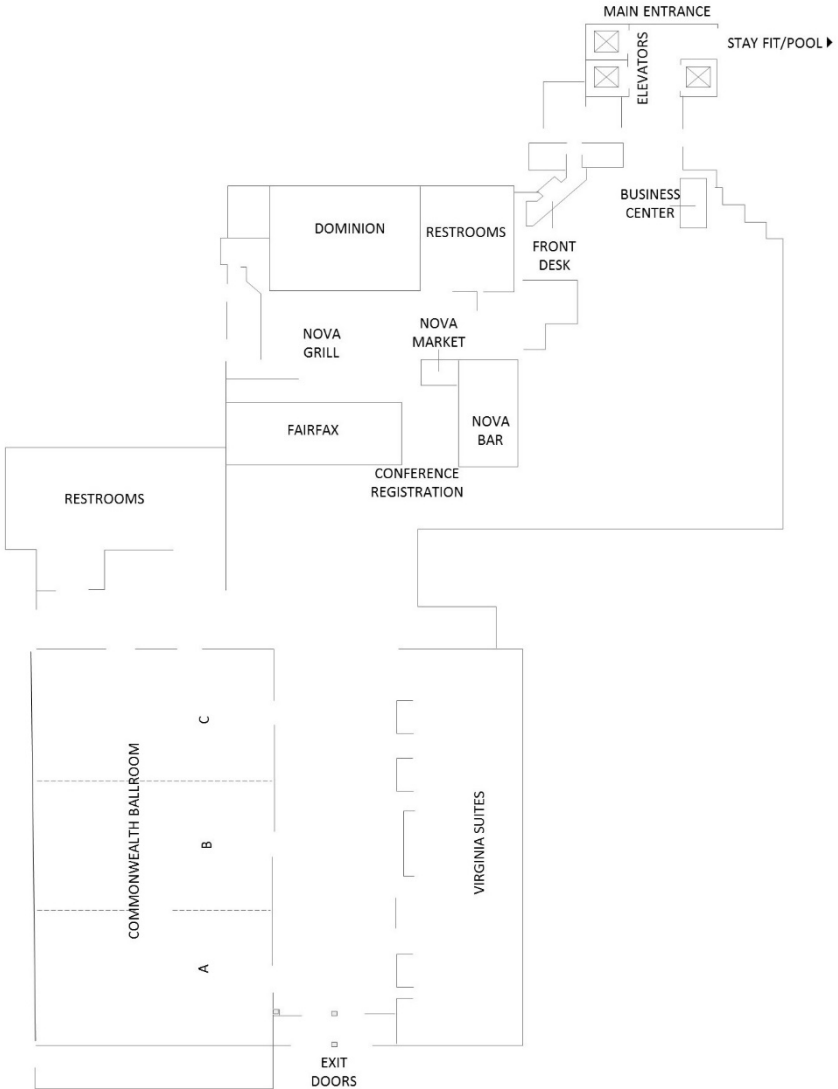 MAIN ENTRANCE
STAY FIT/POOL
ELEVATORS
BUSINESS
CENTER
DOMINION
RESTROOMS
FRONT
DESK
NOVA
GRILL
NOVA
MARKET
FAIRFAX
NOVA
BAR
CONFERENCE
REGISTRATION
RESTROOMS
C
COMMONWEALTH BALLROOM
B
VIRGINIA SUITES
A
EXIT
DOORS